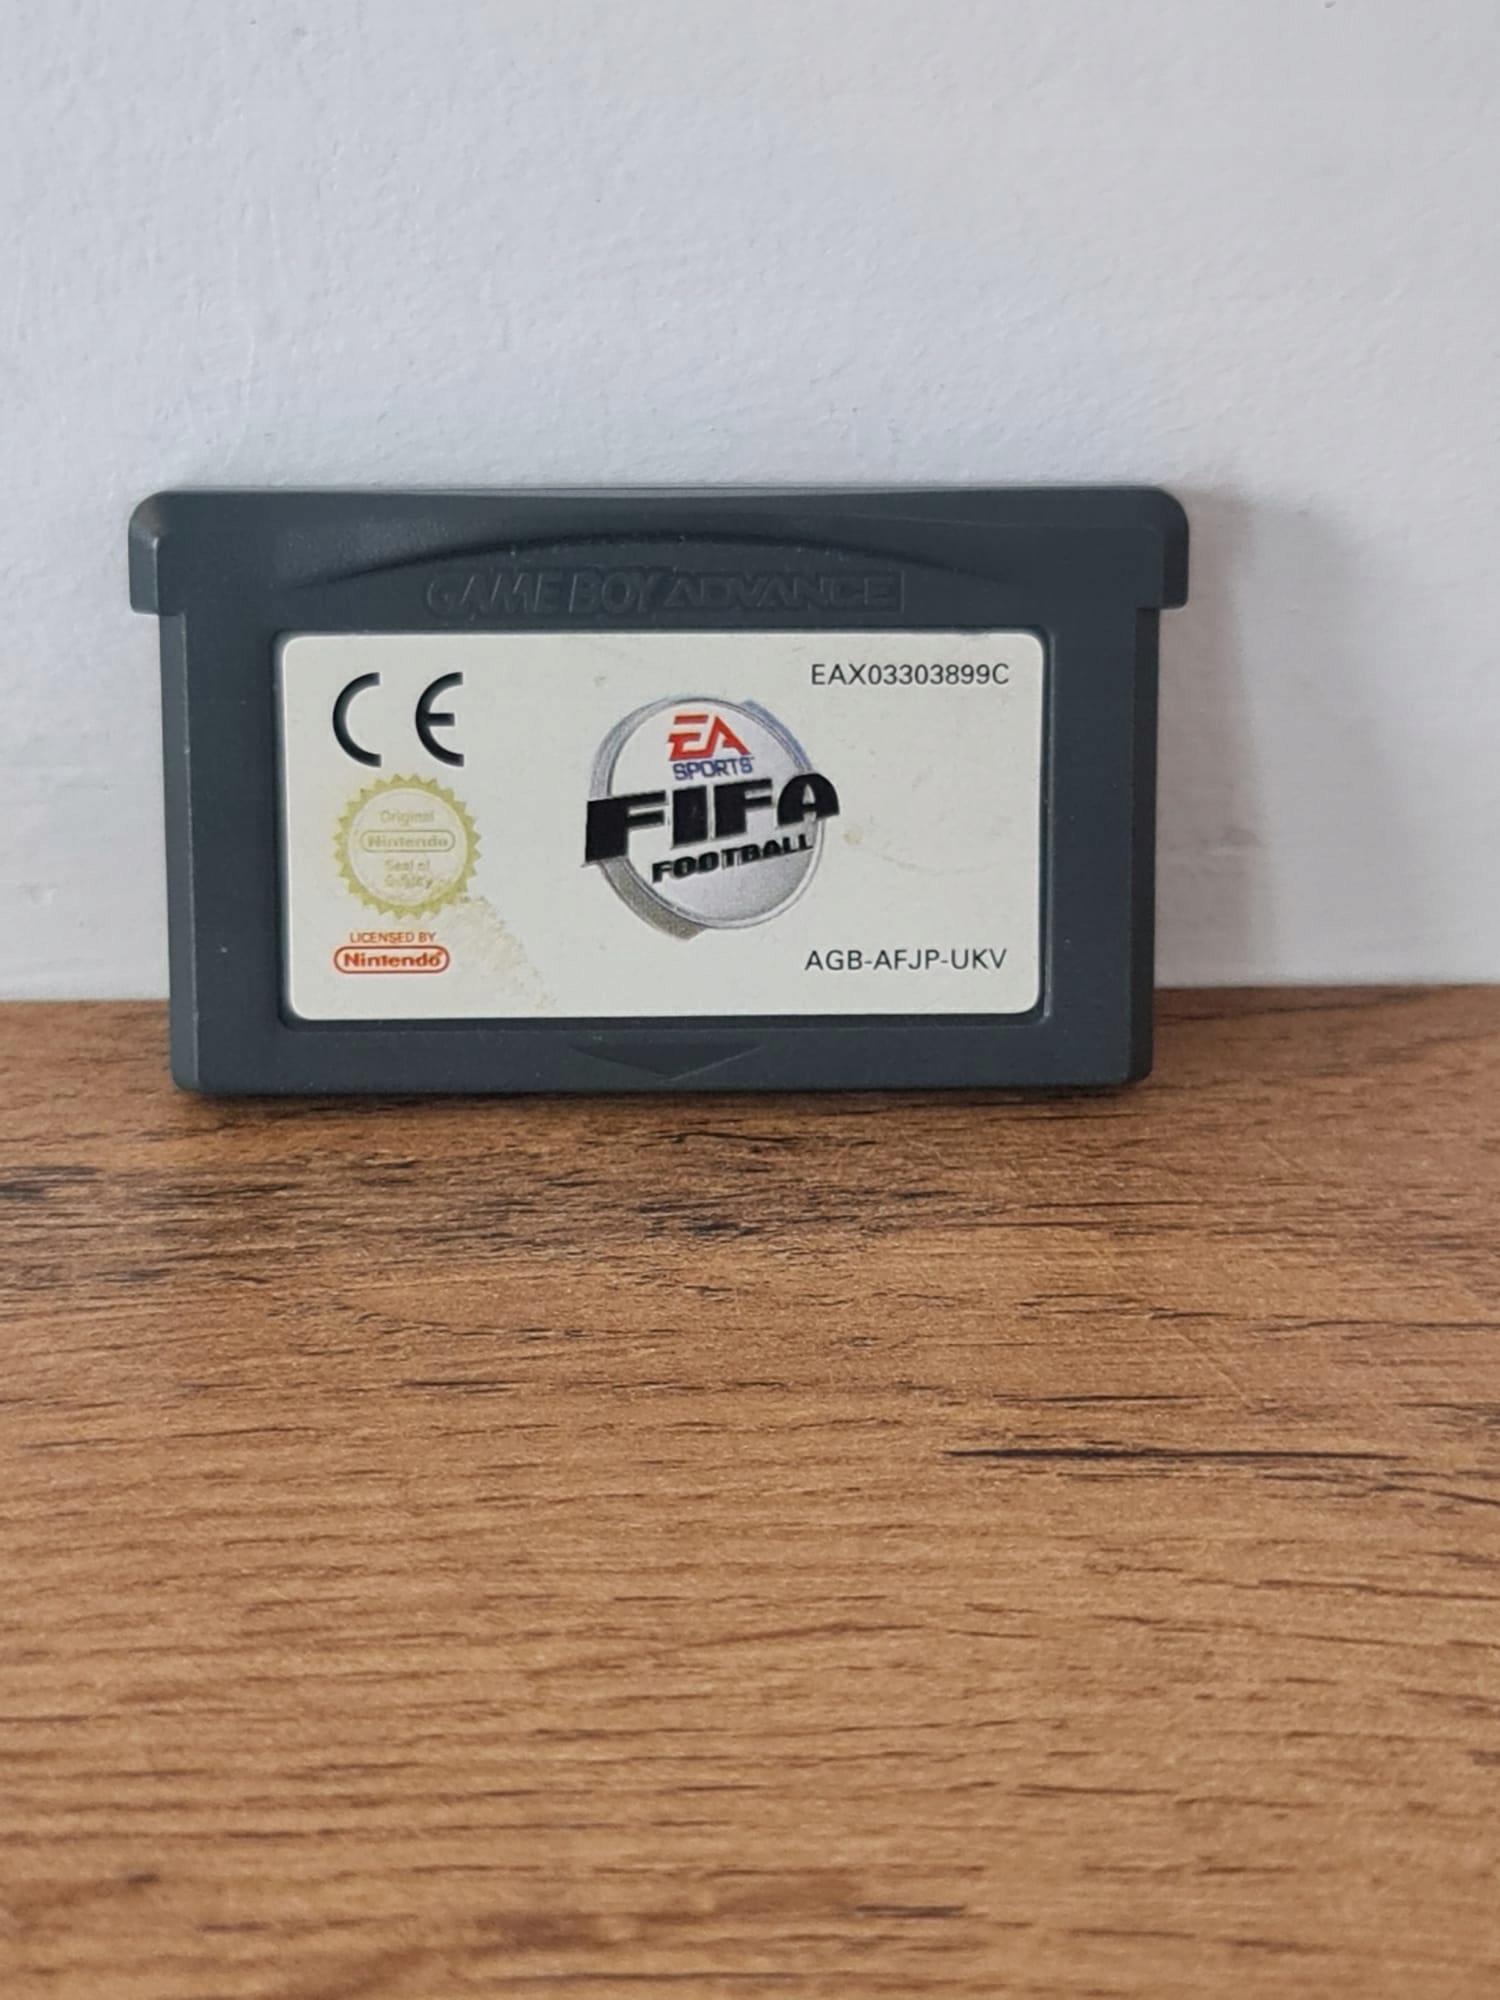 GAME BOY ADVANCE
CE
EAX03303899C
EA
SPORTS
FIFA
FOOTBALL
Original
Nintendo
Seal of
Quality
LICENSED BY
Nintendo
AGB-AFJP-UKV